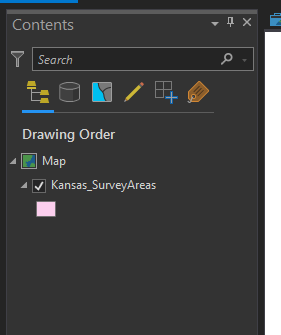 Contents
Search
Drawing Order
Map
Kansas_SurveyAreas